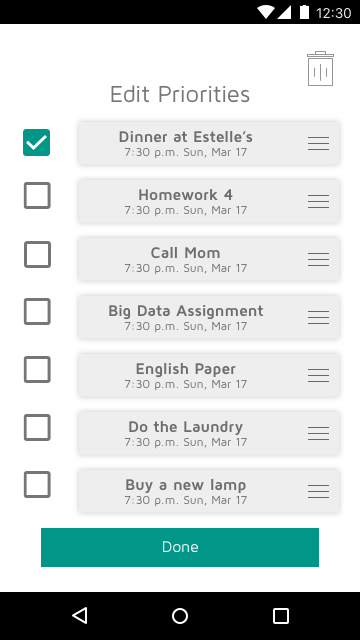 12:30
Edit Priorities
Dinner at Estelle's
7:30 p.m. Sun, Mar 17
Homework 4
7:30 p.m. Sun, Mar 17
Call Mom
7:30 p.m. Sun, Mar 17
Big Data Assignment
7:30 p.m. Sun, Mar 17
English Paper
7:30 p.m. Sun, Mar 17
Do the Laundry
7:30 p.m. Sun, Mar 17
Buy a new lamp
7:30 p.m. Sun, Mar 17
Done